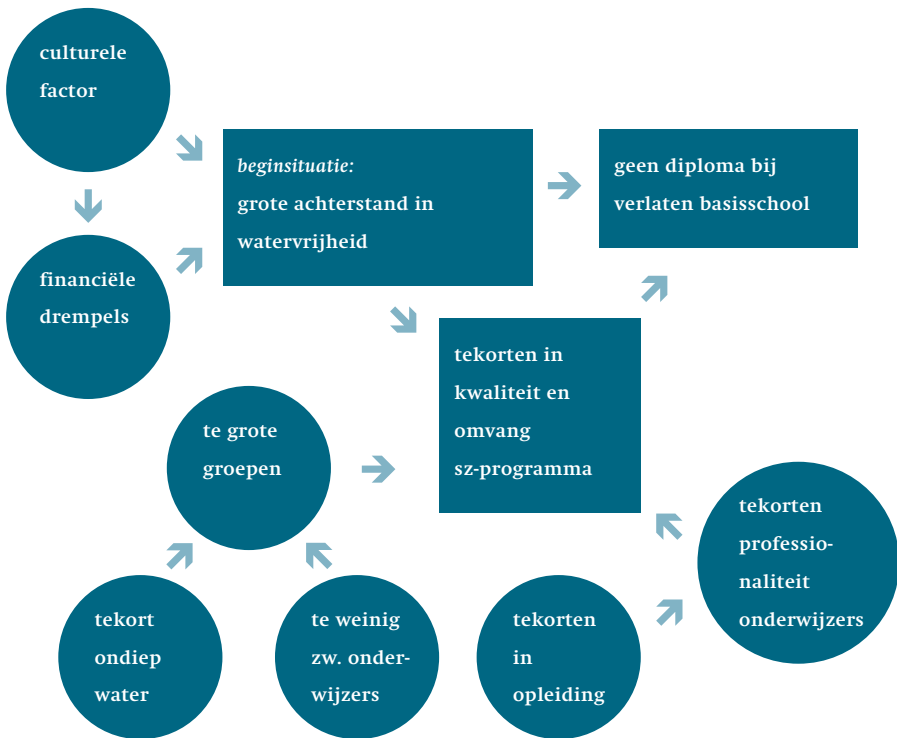 culturele
factor
beginsituatie:
grote achterstand in
watervrijheid
geen diploma bij
verlaten basisschool
financiële
drempels
tekorten in
kwaliteit en
omvang
sz-programma
te grote
groepen
tekorten
professio-
naliteit
onderwijzers
tekort
ondiep
water
te weinig
zw. onder-
wijzers
tekorten
in
opleiding